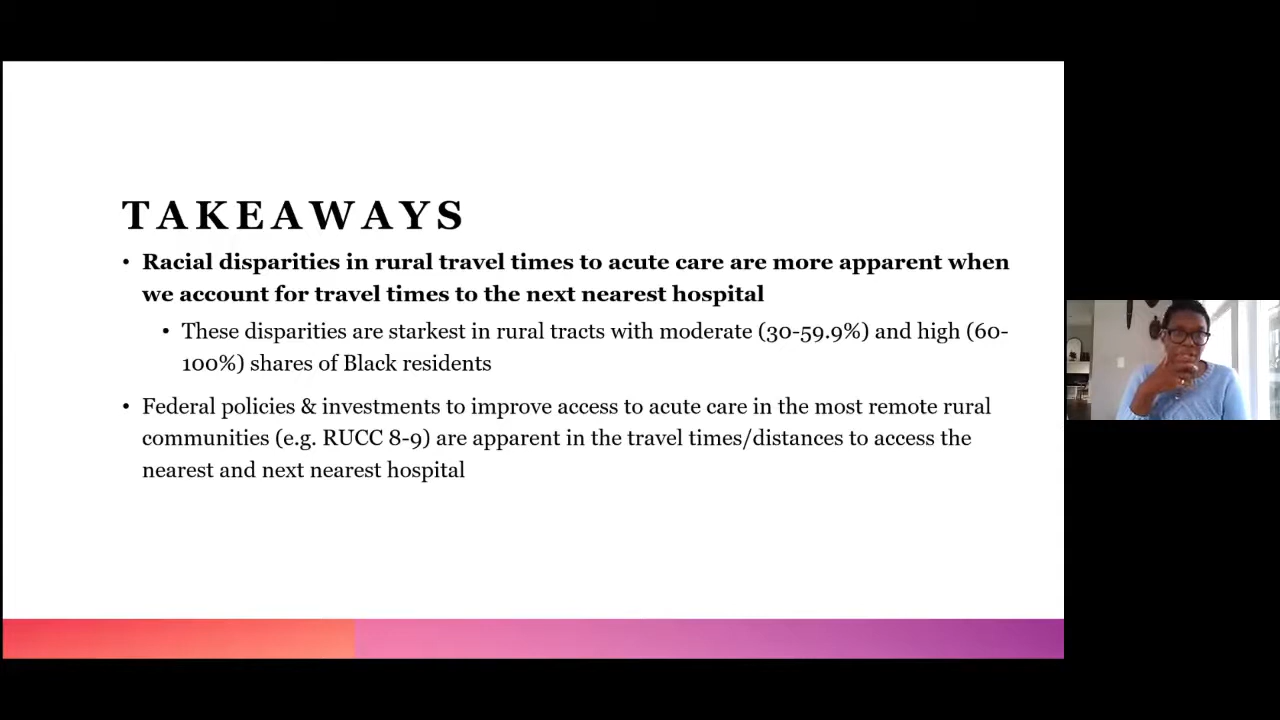 TAKEAWAYS
• Racial disparities in rural travel times to acute care are more apparent when
we account for travel times to the next nearest hospital
• These disparities are starkest in rural tracts with moderate (30-59.9%) and high (60-
100%) shares of Black residents
• Federal policies & investments to improve access to acute care in the most remote rural
communities (e.g. RUCC 8-9) are apparent in the travel times/distances to access the
nearest and next nearest hospital